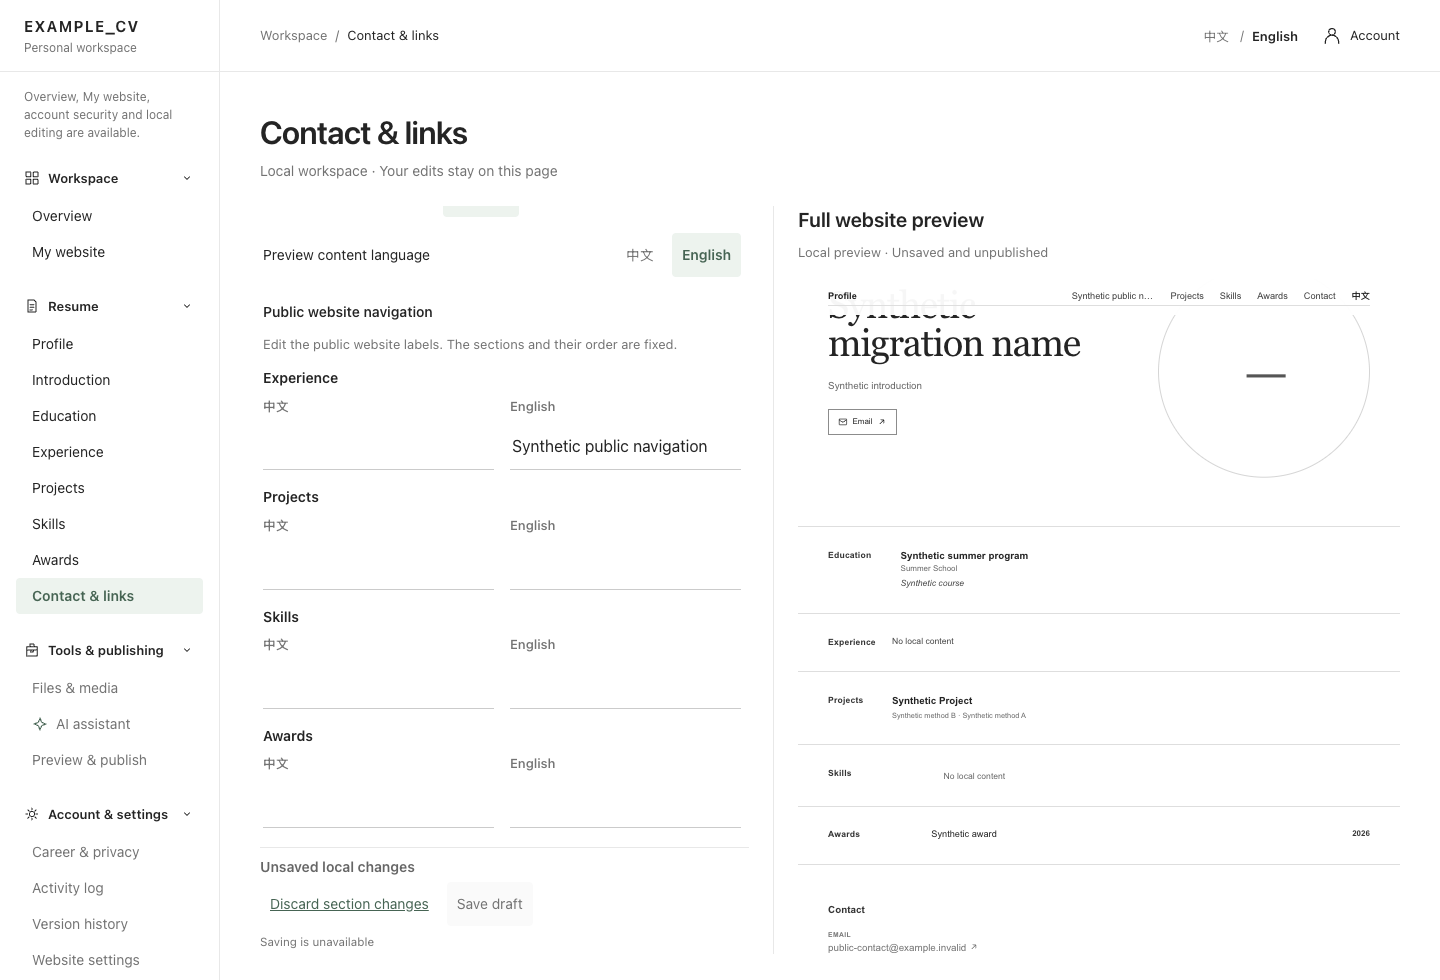 EXAMPLE_CV
Personal workspace
Workspace / Contact & links
中文 / English
Account
Overview, My website,
account security and local
editing are available.
Workspace
Overview
My website
Resume
Profile
Introduction
Education
Experience
Projects
Skills
Awards
Contact & links
Tools & publishing
Files & media
AI assistant
Preview & publish
Account & settings
Career & privacy
Activity log
Version history
Website settings
Contact & links
Local workspace · Your edits stay on this page
Preview content language
中文 English
Public website navigation
Edit the public website labels. The sections and their order are fixed.
Experience
中文 English
Synthetic public navigation
Projects
中文 English
Skills
中文 English
Awards
中文 English
Unsaved local changes
Discard section changes Save draft
Saving is unavailable
Full website preview
Local preview · Unsaved and unpublished
Profile Synthetic public n... Projects Skills Awards Contact 中文
Synthetic
migration name
Synthetic introduction
Email ↗
Education Synthetic summer program
Summer School
Synthetic course
Experience No local content
Projects Synthetic Project
Synthetic method B · Synthetic method A
Skills No local content
Awards Synthetic award 2026
Contact
EMAIL
public-contact@example.invalid ↗